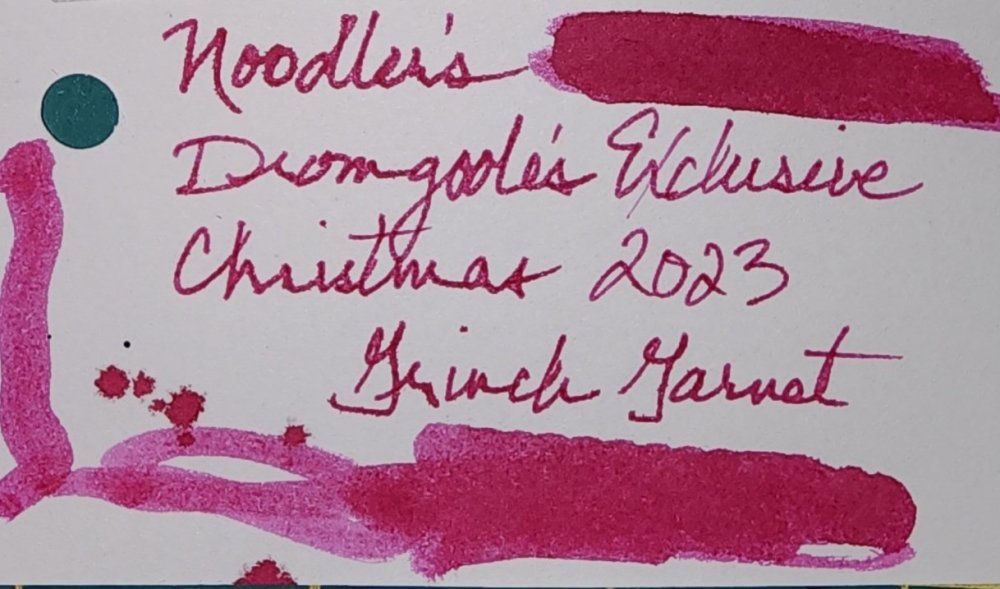 Noodler's
Dromgoole's Exclusive
Christmas 2023
Grinch Garnet